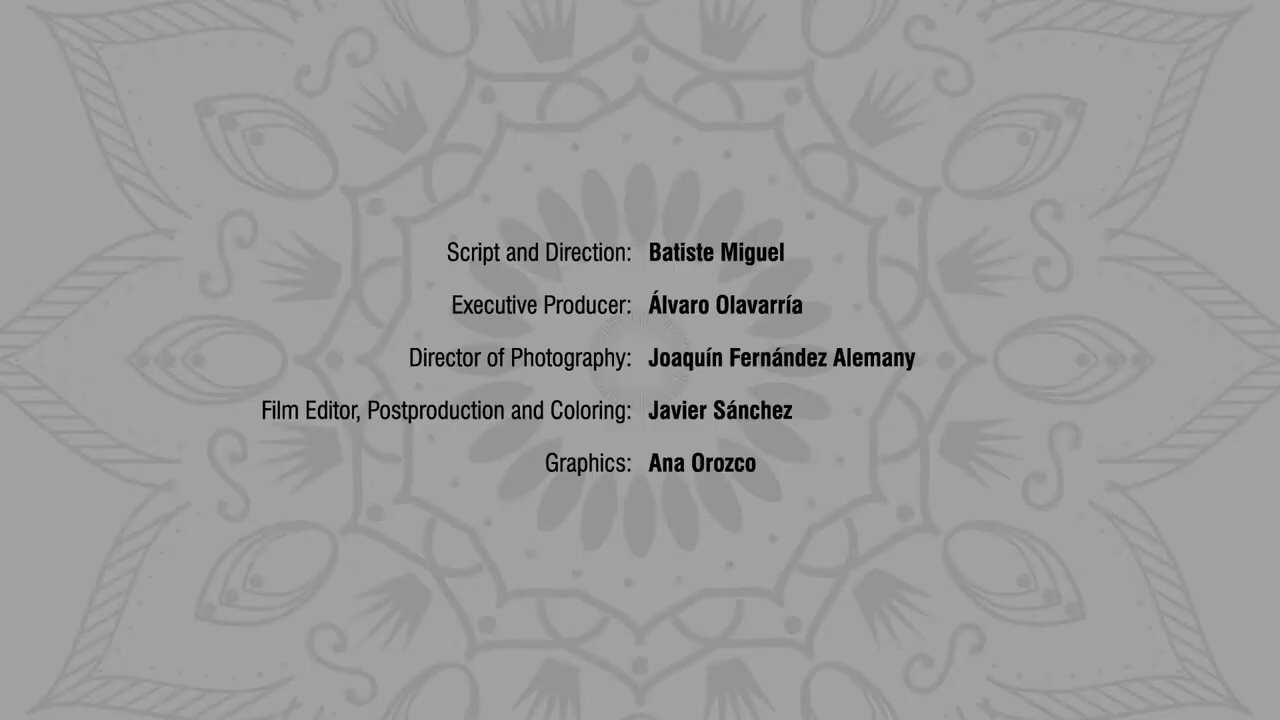 Script and Direction: Batiste Miguel
Executive Producer: Álvaro Olavarría
Director of Photography: Joaquín Fernández Alemany
Film Editor, Postproduction and Coloring: Javier Sánchez
Graphics: Ana Orozco